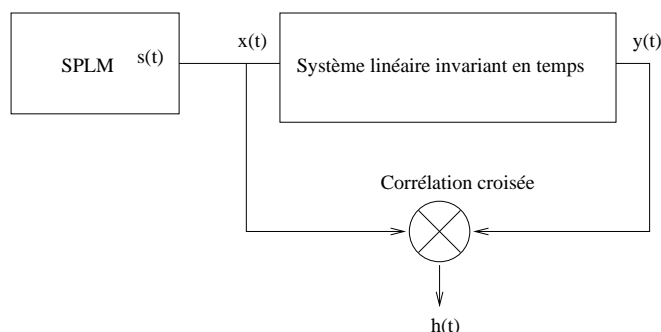 x(t)
y(t)
SPLM
s(t)
Système linéaire invariant en temps
Corrélation croisée
h(t)